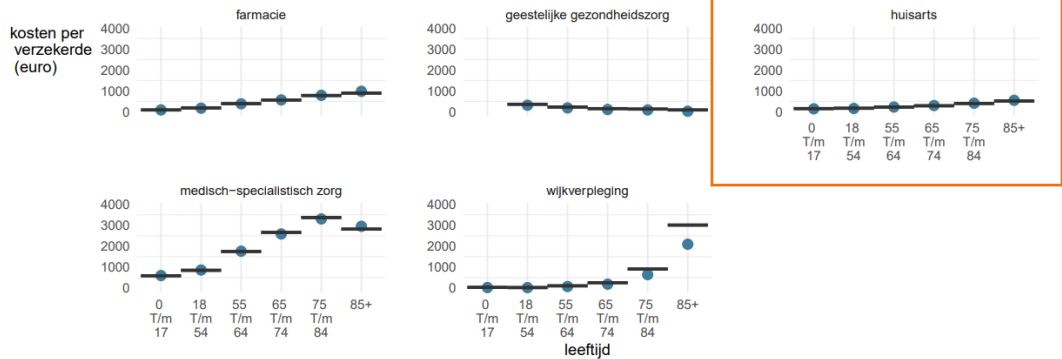 farmacie
geestelijke gezondheidszorg
huisarts
kosten per
verzekerde
(euro)
4000
3000
2000
1000
0
4000
3000
2000
1000
0
4000
3000
2000
1000
0
0 18 55 65 75 85+
T/m T/m T/m T/m T/m
17 54 64 74 84
medisch-specialistisch zorg
wijkverpleging
4000
3000
2000
1000
0
4000
3000
2000
1000
0
0 18 55 65 75 85+
T/m T/m T/m T/m T/m
17 54 64 74 84
0 18 55 65 75 85+
T/m T/m T/m T/m T/m
17 54 64 74 84
leeftijd